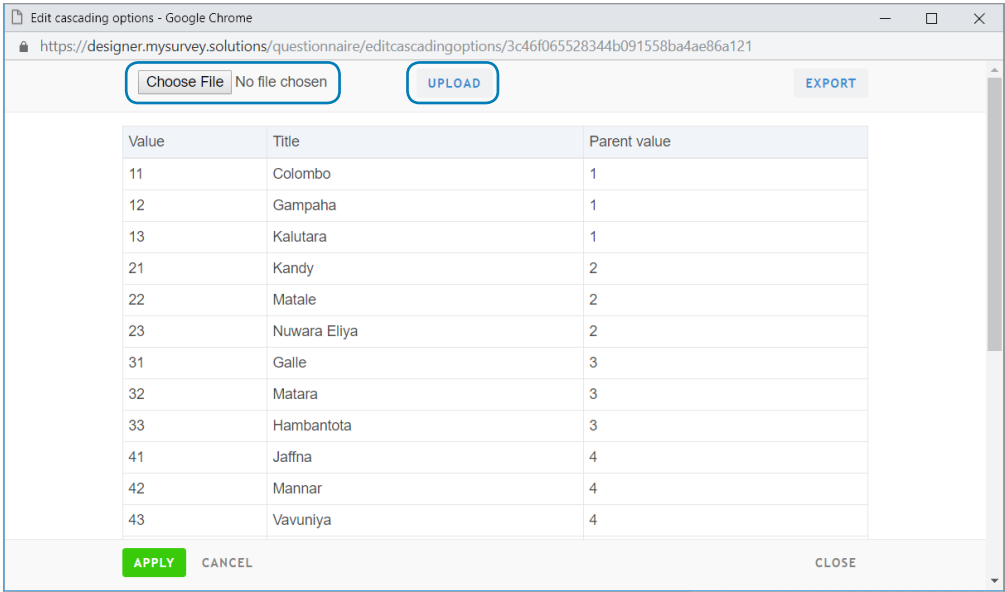 Edit cascading options - Google Chrome
https://designer.mysurvey.solutions/questionnaire/editcascadingoptions/3c46f065528344b091558ba4ae86a121
Choose File No file chosen UPLOAD EXPORT
Value Title Parent value
11 Colombo 1
12 Gampaha 1
13 Kalutara 1
21 Kandy 2
22 Matale 2
23 Nuwara Eliya 2
31 Galle 3
32 Matara 3
33 Hambantota 3
41 Jaffna 4
42 Mannar 4
43 Vavuniya 4
APPLY CANCEL CLOSE